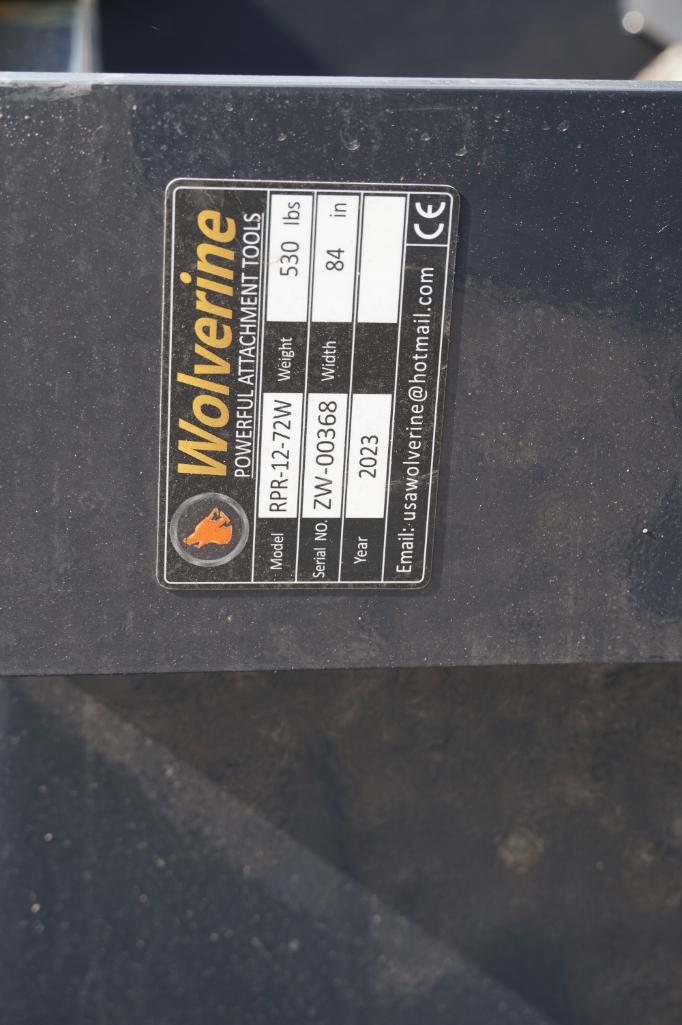 Wolverine
POWERFUL ATTACHMENT TOOLS
Model RPR-12-72W Weight 530 lbs
Serial NO. ZW-00368 Width 84 in
Year 2023
Email: usawolverine@hotmail.com CE